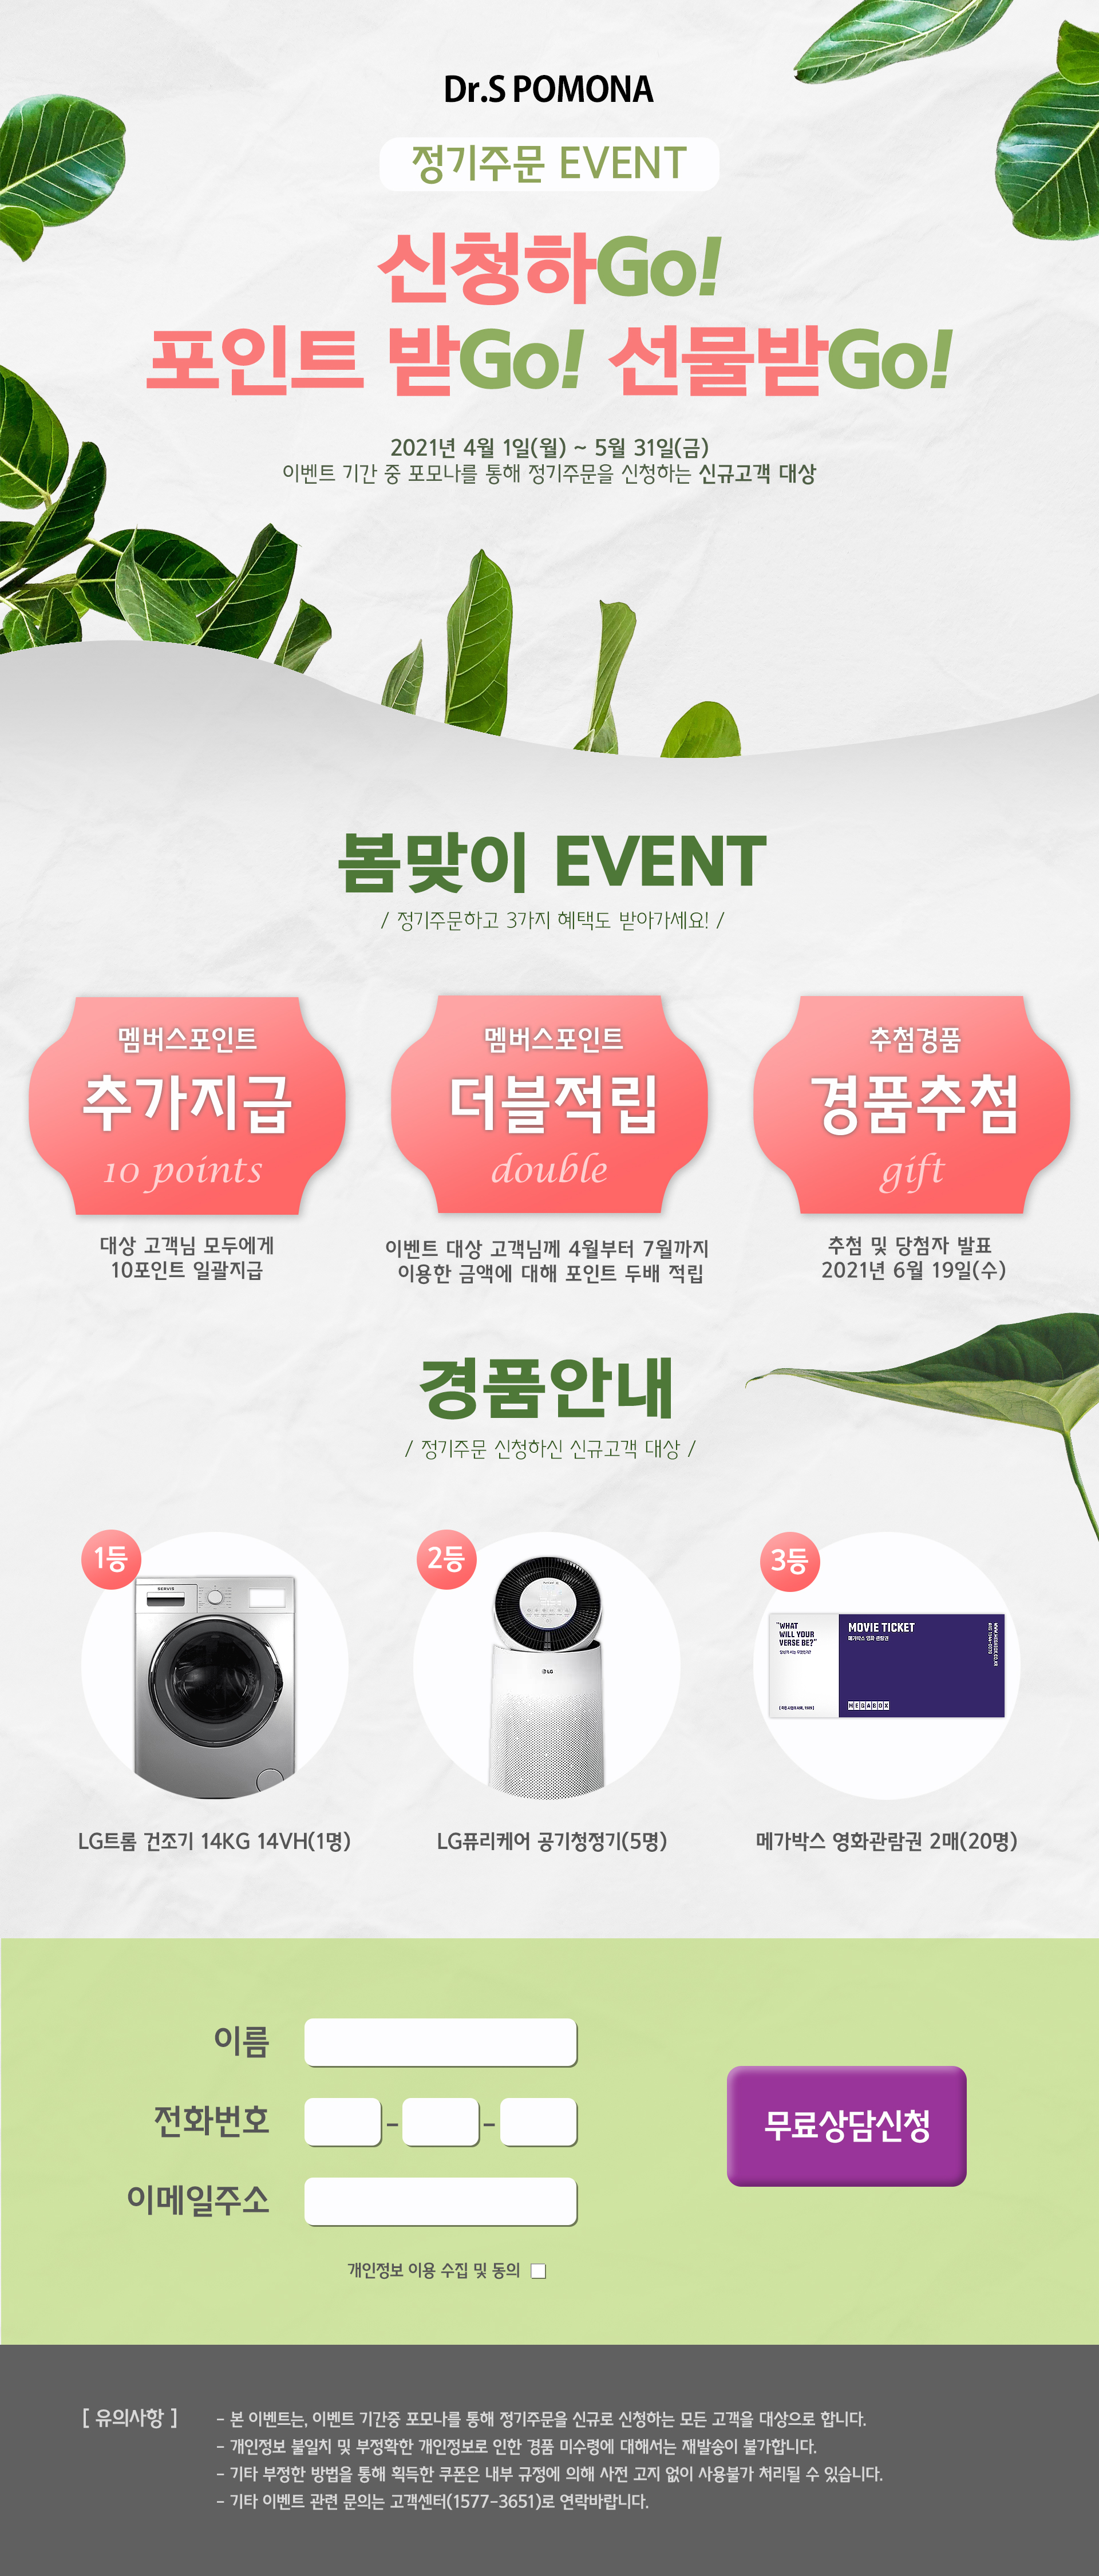 Dr.S POMONA
정기주문 EVENT
신청하Go!
포인트 받Go! 선물받Go!
2021년 4월 1일(월) ~ 5월 31일(금)
이벤트 기간 중 포모나를 통해 정기주문을 신청하는 신규고객 대상
봄맞이 EVENT
/ 정기주문하고 3가지 혜택도 받아가세요! /
멤버스포인트
추가지급
10 points
대상 고객님 모두에게
10포인트 일괄지급
멤버스포인트
더블적립
double
이벤트 대상 고객님께 4월부터 7월까지
이용한 금액에 대해 포인트 두배 적립
추첨경품
경품추첨
gift
추첨 및 당첨자 발표
2021년 6월 19일(수)
경품안내
/ 정기주문 신청하신 신규고객 대상 /
1등
SERVIS
LG트롬 건조기 14KG 14VH(1명)
2등
LG
LG퓨리케어 공기청정기(5명)
3등
"WHAT
WILL YOUR
VERSE BE?"
MOVIE TICKET
메가박스 영화 관람권
MEGABOX
메가박스 영화관람권 2매(20명)
이름
전화번호
- -
이메일주소
개인정보 이용 수집 및 동의
무료상담신청
[ 유의사항 ]
- 본 이벤트는, 이벤트 기간중 포모나를 통해 정기주문을 신규로 신청하는 모든 고객을 대상으로 합니다.
- 개인정보 불일치 및 부정확한 개인정보로 인한 경품 미수령에 대해서는 재발송이 불가합니다.
- 기타 부정한 방법을 통해 획득한 쿠폰은 내부 규정에 의해 사전 고지 없이 사용불가 처리될 수 있습니다.
- 기타 이벤트 관련 문의는 고객센터(1577-3651)로 연락바랍니다.